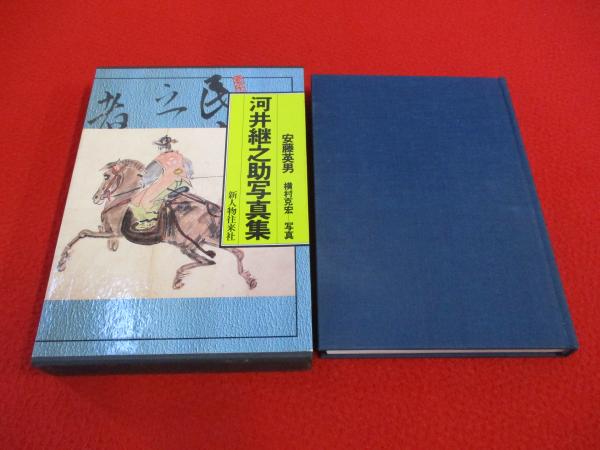 民
之
者
河井継之助写真集
安藤英男
横村克宏―写真
新人物往来社